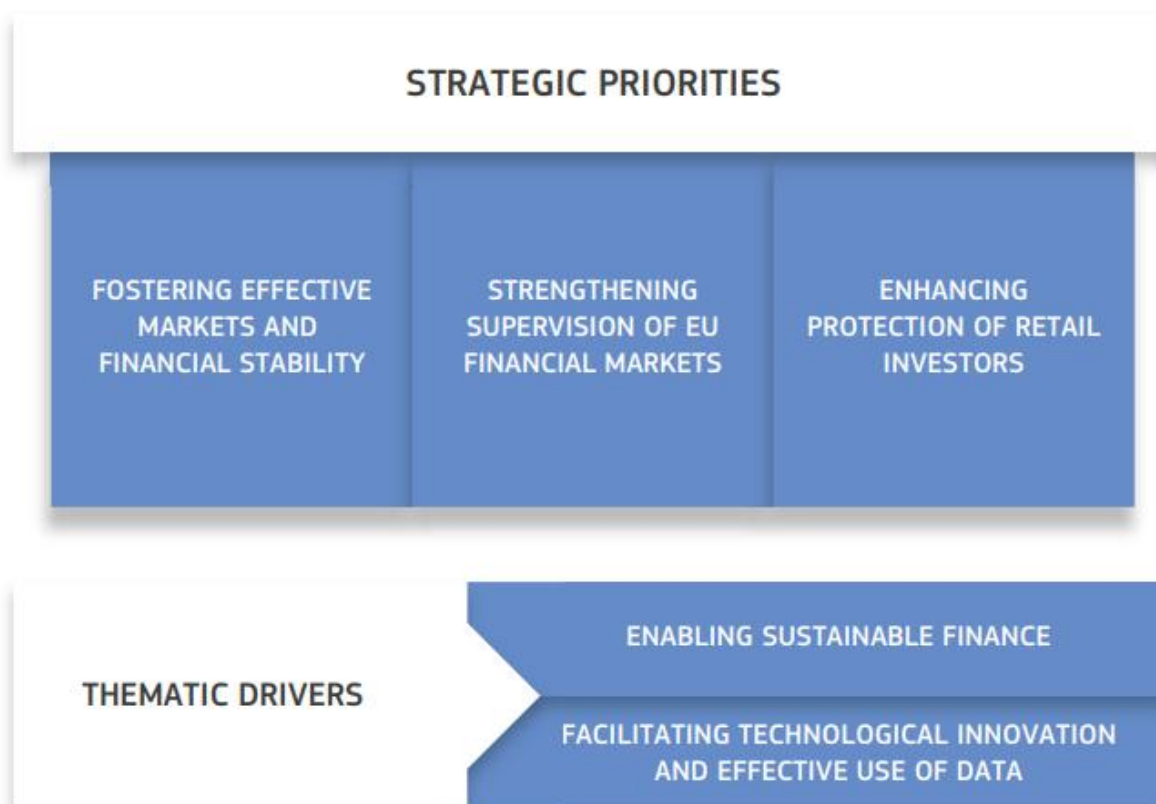 STRATEGIC PRIORITIES
FOSTERING EFFECTIVE
MARKETS AND
FINANCIAL STABILITY
STRENGTHENING
SUPERVISION OF EU
FINANCIAL MARKETS
ENHANCING
PROTECTION OF RETAIL
INVESTORS
THEMATIC DRIVERS
ENABLING SUSTAINABLE FINANCE
FACILITATING TECHNOLOGICAL INNOVATION
AND EFFECTIVE USE OF DATA